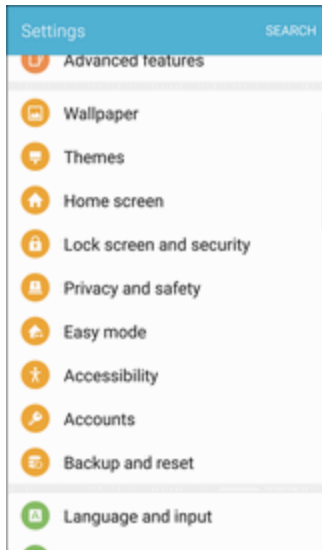 Settings
SEARCH
Advanced features
Wallpaper
Themes
Home screen
Lock screen and security
Privacy and safety
Easy mode
Accessibility
Accounts
Backup and reset
A
Language and input